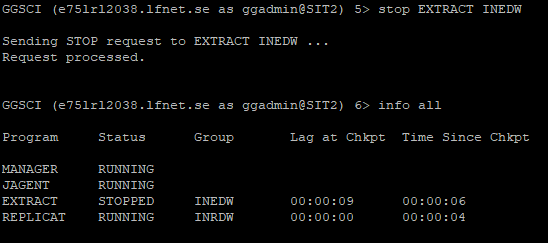 GGSCI (e75lrl2038.lfnet.se as ggadmin@SIT2) 5> stop EXTRACT INEDW
Sending STOP request to EXTRACT INEDW ...
Request processed.
GGSCI (e75lrl2038.lfnet.se as ggadmin@SIT2) 6> info all
Program Status Group Lag at Chkpt Time Since Chkpt
MANAGER RUNNING
JAGENT RUNNING
EXTRACT STOPPED INEDW 00:00:09 00:00:06
REPLICAT RUNNING INRDW 00:00:00 00:00:04